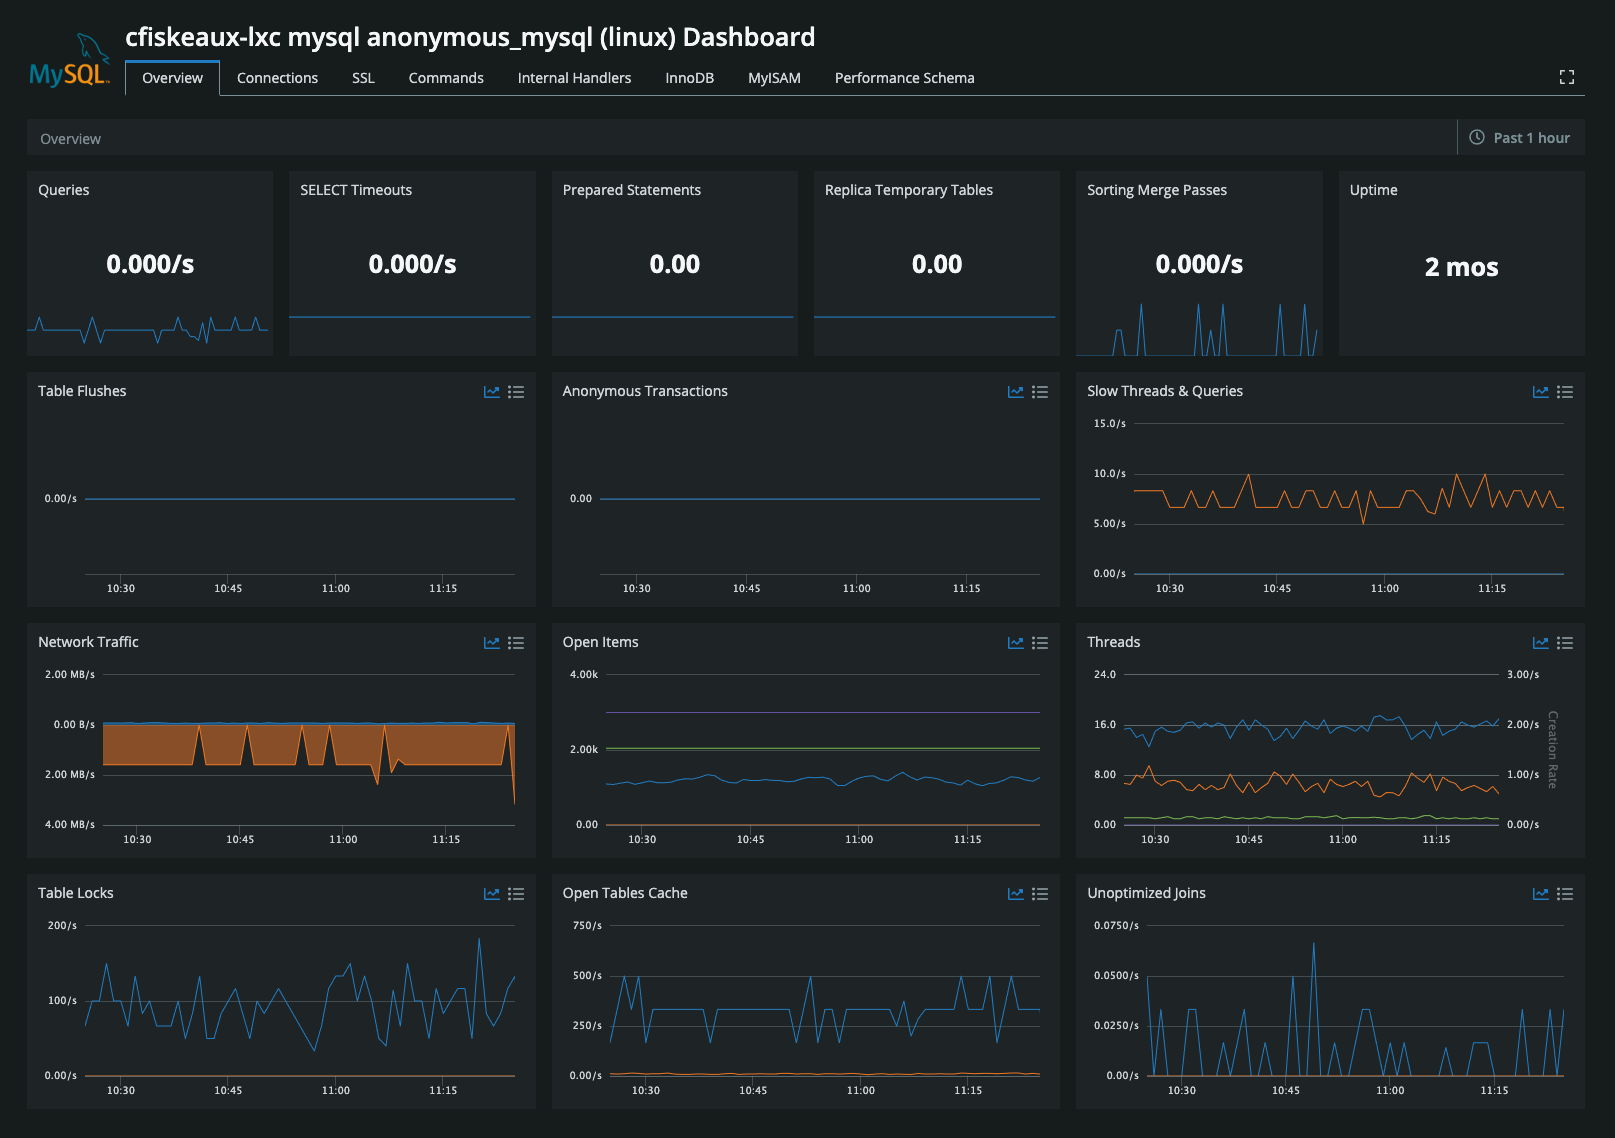 cfiskeaux-lxc mysql anonymous_mysql (linux) Dashboard
MySQL™
Overview Connections SSL Commands Internal Handlers InnoDB MyISAM Performance Schema
Overview Past 1 hour
Queries
0.000/s
SELECT Timeouts
0.000/s
Prepared Statements
0.00
Replica Temporary Tables
0.00
Sorting Merge Passes
0.000/s
Uptime
2 mos
Table Flushes
0.00/s
10:30 10:45 11:00 11:15
Anonymous Transactions
0.00
10:30 10:45 11:00 11:15
Slow Threads & Queries
15.0/s
10.0/s
5.00/s
0.00/s
10:30 10:45 11:00 11:15
Network Traffic
2.00 MB/s
0.00 B/s
2.00 MB/s
4.00 MB/s
10:30 10:45 11:00 11:15
Open Items
4.00k
2.00k
0.00
10:30 10:45 11:00 11:15
Threads
24.0 3.00/s
16.0 2.00/s
8.00 1.00/s
0.00 0.00/s
Creation Rate
10:30 10:45 11:00 11:15
Table Locks
200/s
100/s
0.00/s
10:30 10:45 11:00 11:15
Open Tables Cache
750/s
500/s
250/s
0.00/s
10:30 10:45 11:00 11:15
Unoptimized Joins
0.0750/s
0.0500/s
0.0250/s
0.00/s
10:30 10:45 11:00 11:15